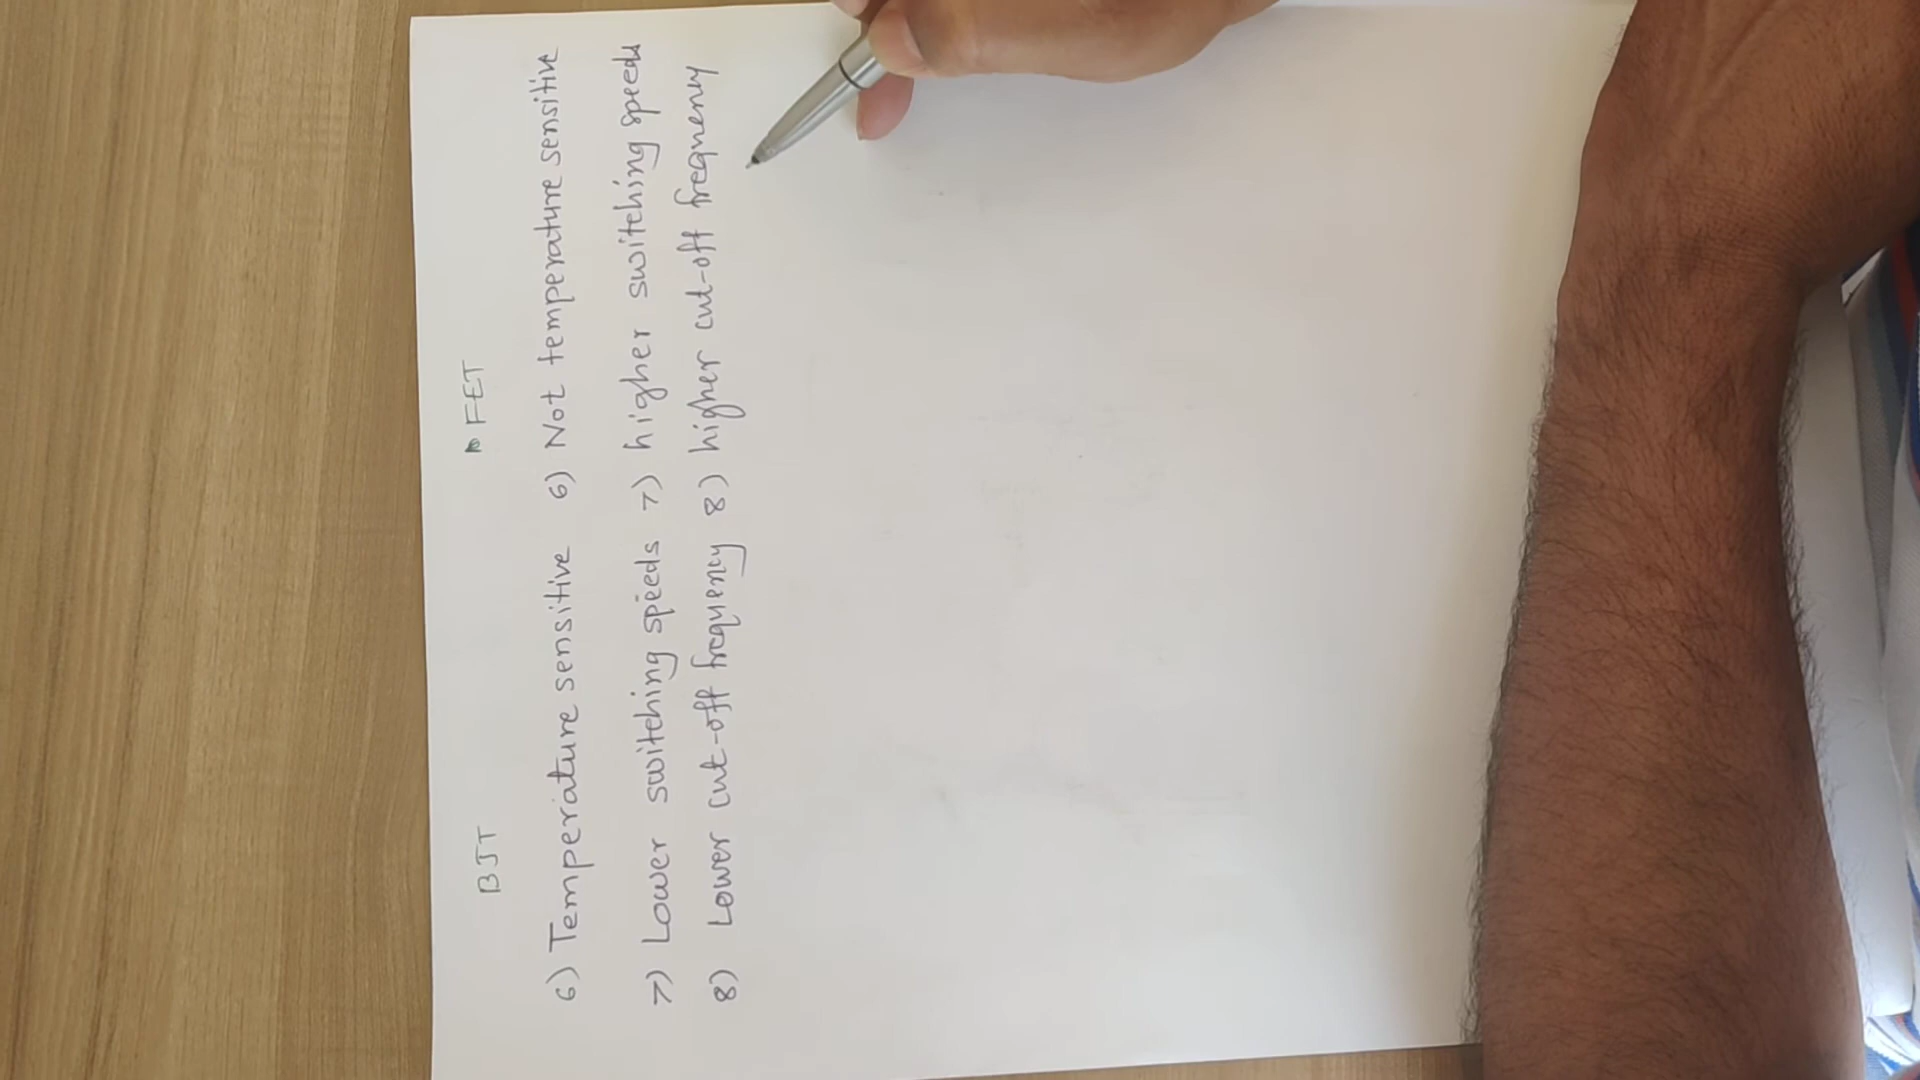 BJT FET
6) Temperature sensitive 6) Not temperature sensitive
7) Lower switching speeds 7) higher switching speeds
8) Lower cut-off frequency 8) higher cut-off frequency